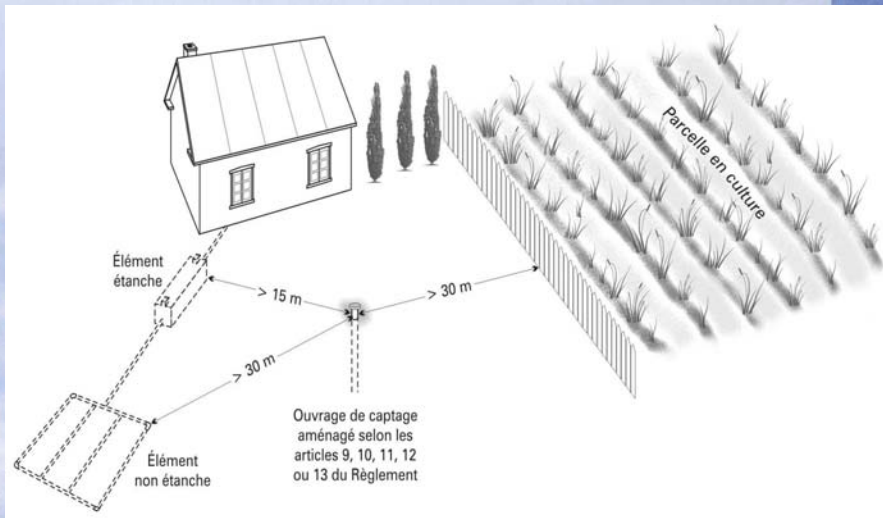 Parcelle en culture
Élément
étanche
> 15 m
> 30 m
> 30 m
Ouvrage de captage
aménagé selon les
articles 9, 10, 11, 12
ou 13 du Règlement
Élément
non étanche